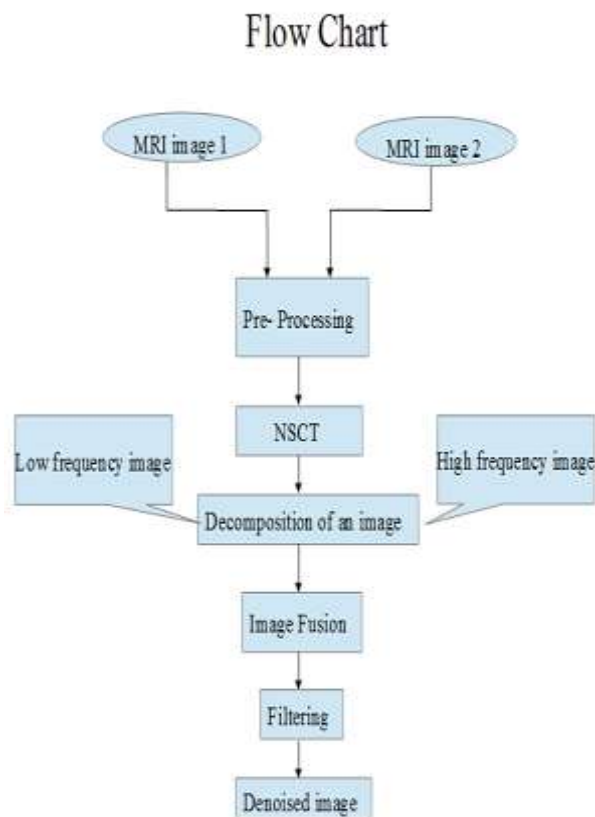 Flow Chart
MRI image 1
MRI image 2
Pre- Processing
NSCT
Low frequency image
High frequency image
Decomposition of an image
Image Fusion
Filtering
Denoised image